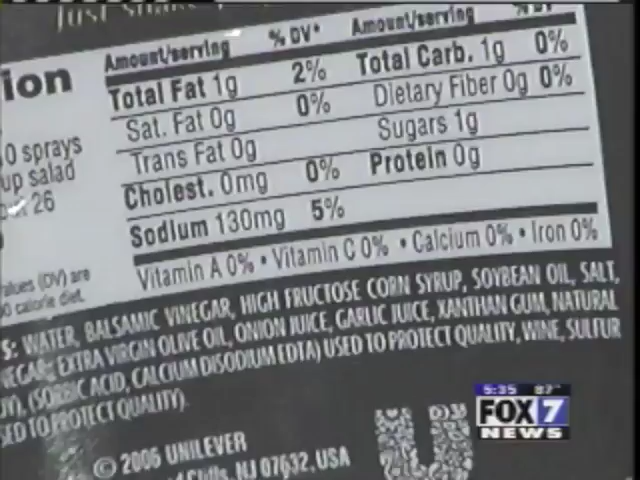 Just
Amount/serving % DV* Amount/serving % DV*
ion
Total Fat 1g 2% Total Carb. 1g 0%
Sat. Fat 0g 0% Dietary Fiber 0g 0%
0 sprays
Trans Fat 0g Sugars 1g
up salad
Cholest. 0mg 0% Protein 0g
26
Sodium 130mg 5%
Vitamin A 0% • Vitamin C 0% • Calcium 0% • Iron 0%
alues (DV) are
0 calorie diet.
S: WATER, BALSAMIC VINEGAR, HIGH FRUCTOSE CORN SYRUP, SOYBEAN OIL, SALT,
NEGAR, EXTRA VIRGIN OLIVE OIL, ONION JUICE, GARLIC JUICE, XANTHAN GUM, NATURAL
(SORBIC ACID, CALCIUM DISODIUM EDTA) USED TO PROTECT QUALITY, WINE, SULFUR
SED TO PROTECT QUALITY).
© 2006 UNILEVER
Cliffs, NJ 07632, USA
5:35 87°
FOX 7
NEWS